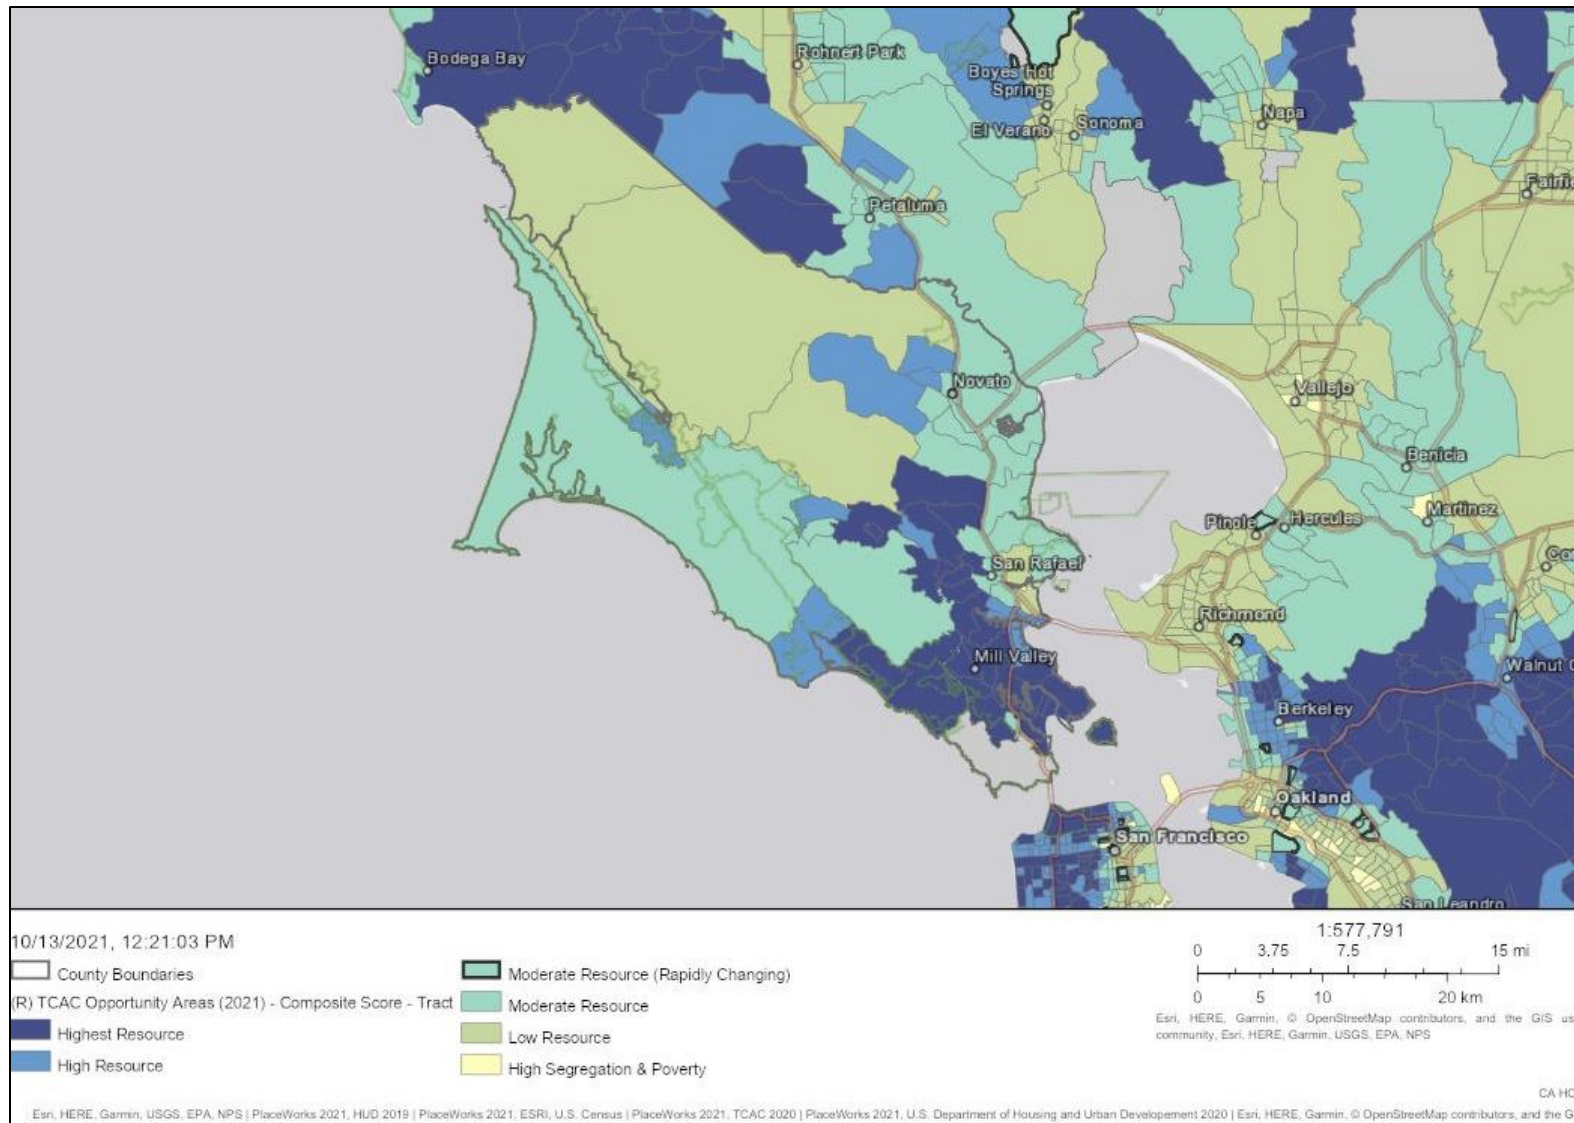 Bodega Bay
Rohnert Park
Boyes Hot
Springs
El Verano
Sonoma
Napa
Petaluma
Novato
Vallejo
Benicia
Martinez
Pinole
Hercules
San Rafael
Richmond
Mill Valley
Walnut
Berkeley
Oakland
San Francisco
San Leandro
10/13/2021, 12:21:03 PM
County Boundaries
(R) TCAC Opportunity Areas (2021) - Composite Score - Tract
Highest Resource
High Resource
Moderate Resource (Rapidly Changing)
Moderate Resource
Low Resource
High Segregation & Poverty
1:577,791
0 3.75 7.5 15 mi
0 5 10 20 km
Esri, HERE, Garmin, © OpenStreetMap contributors, and the GIS
community, Esri, HERE, Garmin, USGS, EPA, NPS
CA
Esri, HERE, Garmin, USGS, EPA, NPS | PlaceWorks 2021, HUD 2019 | PlaceWorks 2021, ESRI, U.S. Census | PlaceWorks 2021, TCAC 2020 | PlaceWorks 2021, U.S. Department of Housing and Urban Developement 2020 | Esri, HERE, Garmin, © OpenStreetMap contributors, and the